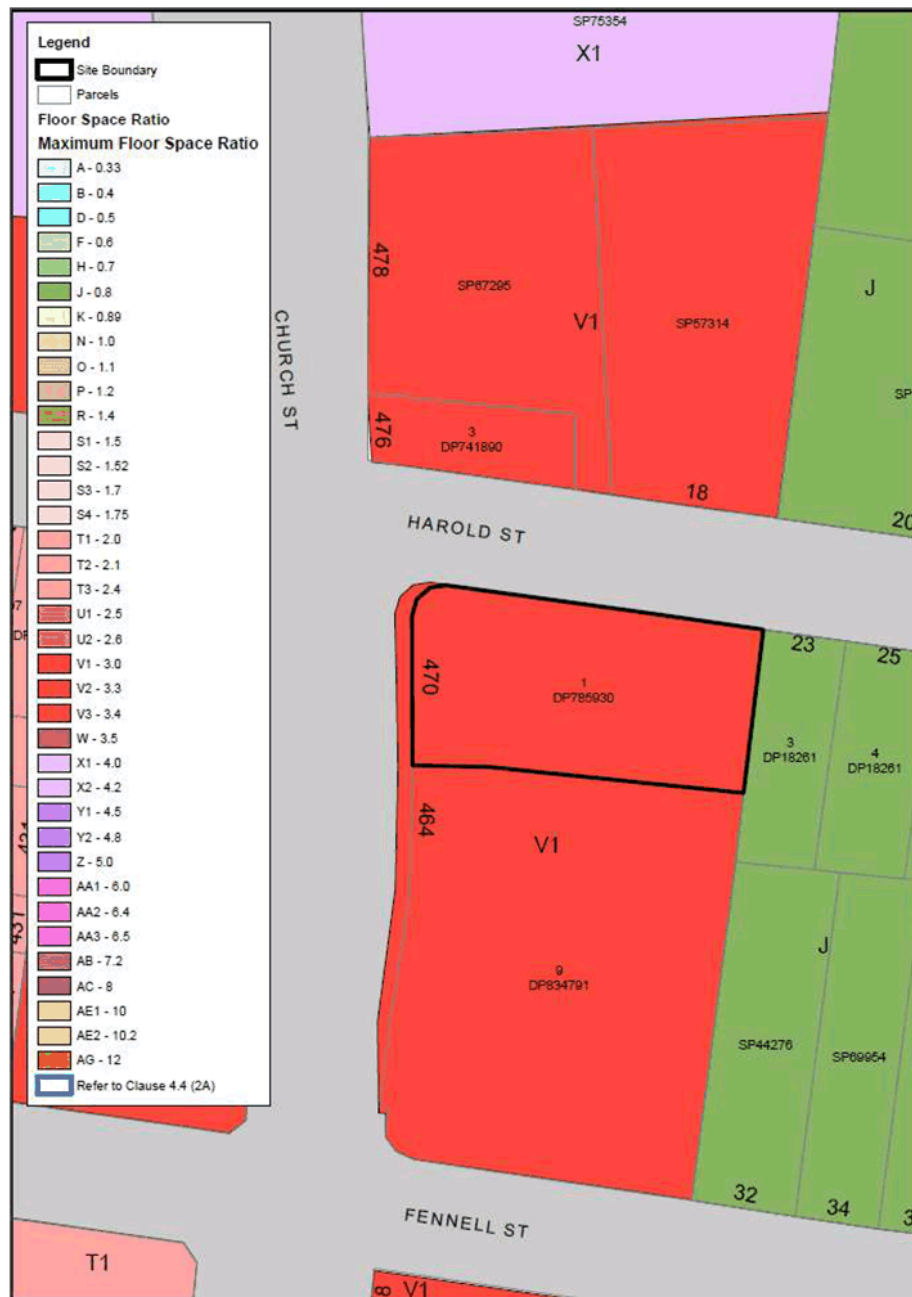 Legend
Site Boundary
Parcels
Floor Space Ratio
Maximum Floor Space Ratio
A - 0.33
B - 0.4
D - 0.5
F - 0.6
H - 0.7
J - 0.8
K - 0.89
N - 1.0
O - 1.1
P - 1.2
R - 1.4
S1 - 1.5
S2 - 1.52
S3 - 1.7
S4 - 1.75
T1 - 2.0
T2 - 2.1
T3 - 2.4
U1 - 2.5
U2 - 2.6
V1 - 3.0
V2 - 3.3
V3 - 3.4
W - 3.5
X1 - 4.0
X2 - 4.2
Y1 - 4.5
Y2 - 4.8
Z - 5.0
AA1 - 6.0
AA2 - 6.4
AA3 - 6.5
AB - 7.2
AC - 8
AE1 - 10
AE2 - 10.2
AG - 12
Refer to Clause 4.4 (2A)
SP75354
X1
478
SP67295
V1
SP57314
J
SP
CHURCH ST
476
3
DP741890
18
20
HAROLD ST
470
1
DP785930
23
25
3
DP18261
4
DP18261
464
V1
9
DP834791
J
SP44276
SP69954
32
34
3
FENNELL ST
T1
8
V1
431